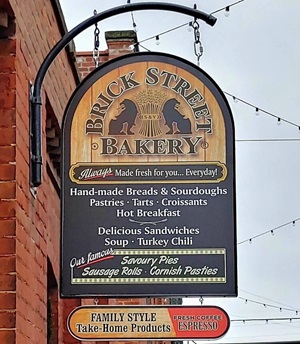 BRICK STREET
BAKERY
Always Made fresh for you... Everyday!
Hand-made Breads & Sourdoughs
Pastries · Tarts · Croissants
Hot Breakfast
Delicious Sandwiches
Soup · Turkey Chili
Our famous
Savoury Pies
Sausage Rolls · Cornish Pasties
FAMILY STYLE
Take-Home Products
FRESH COFFEE
ESPRESSO